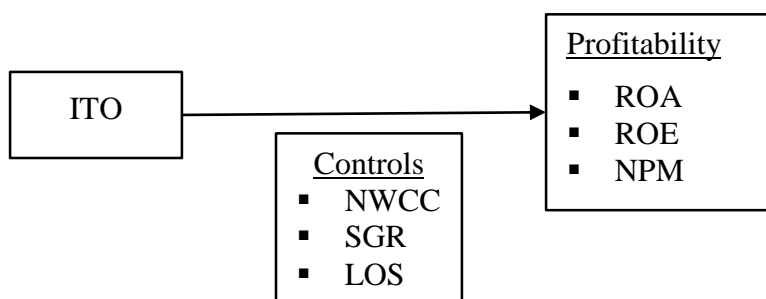 ITO
Profitability
▪ ROA
▪ ROE
▪ NPM
Controls
▪ NWCC
▪ SGR
▪ LOS